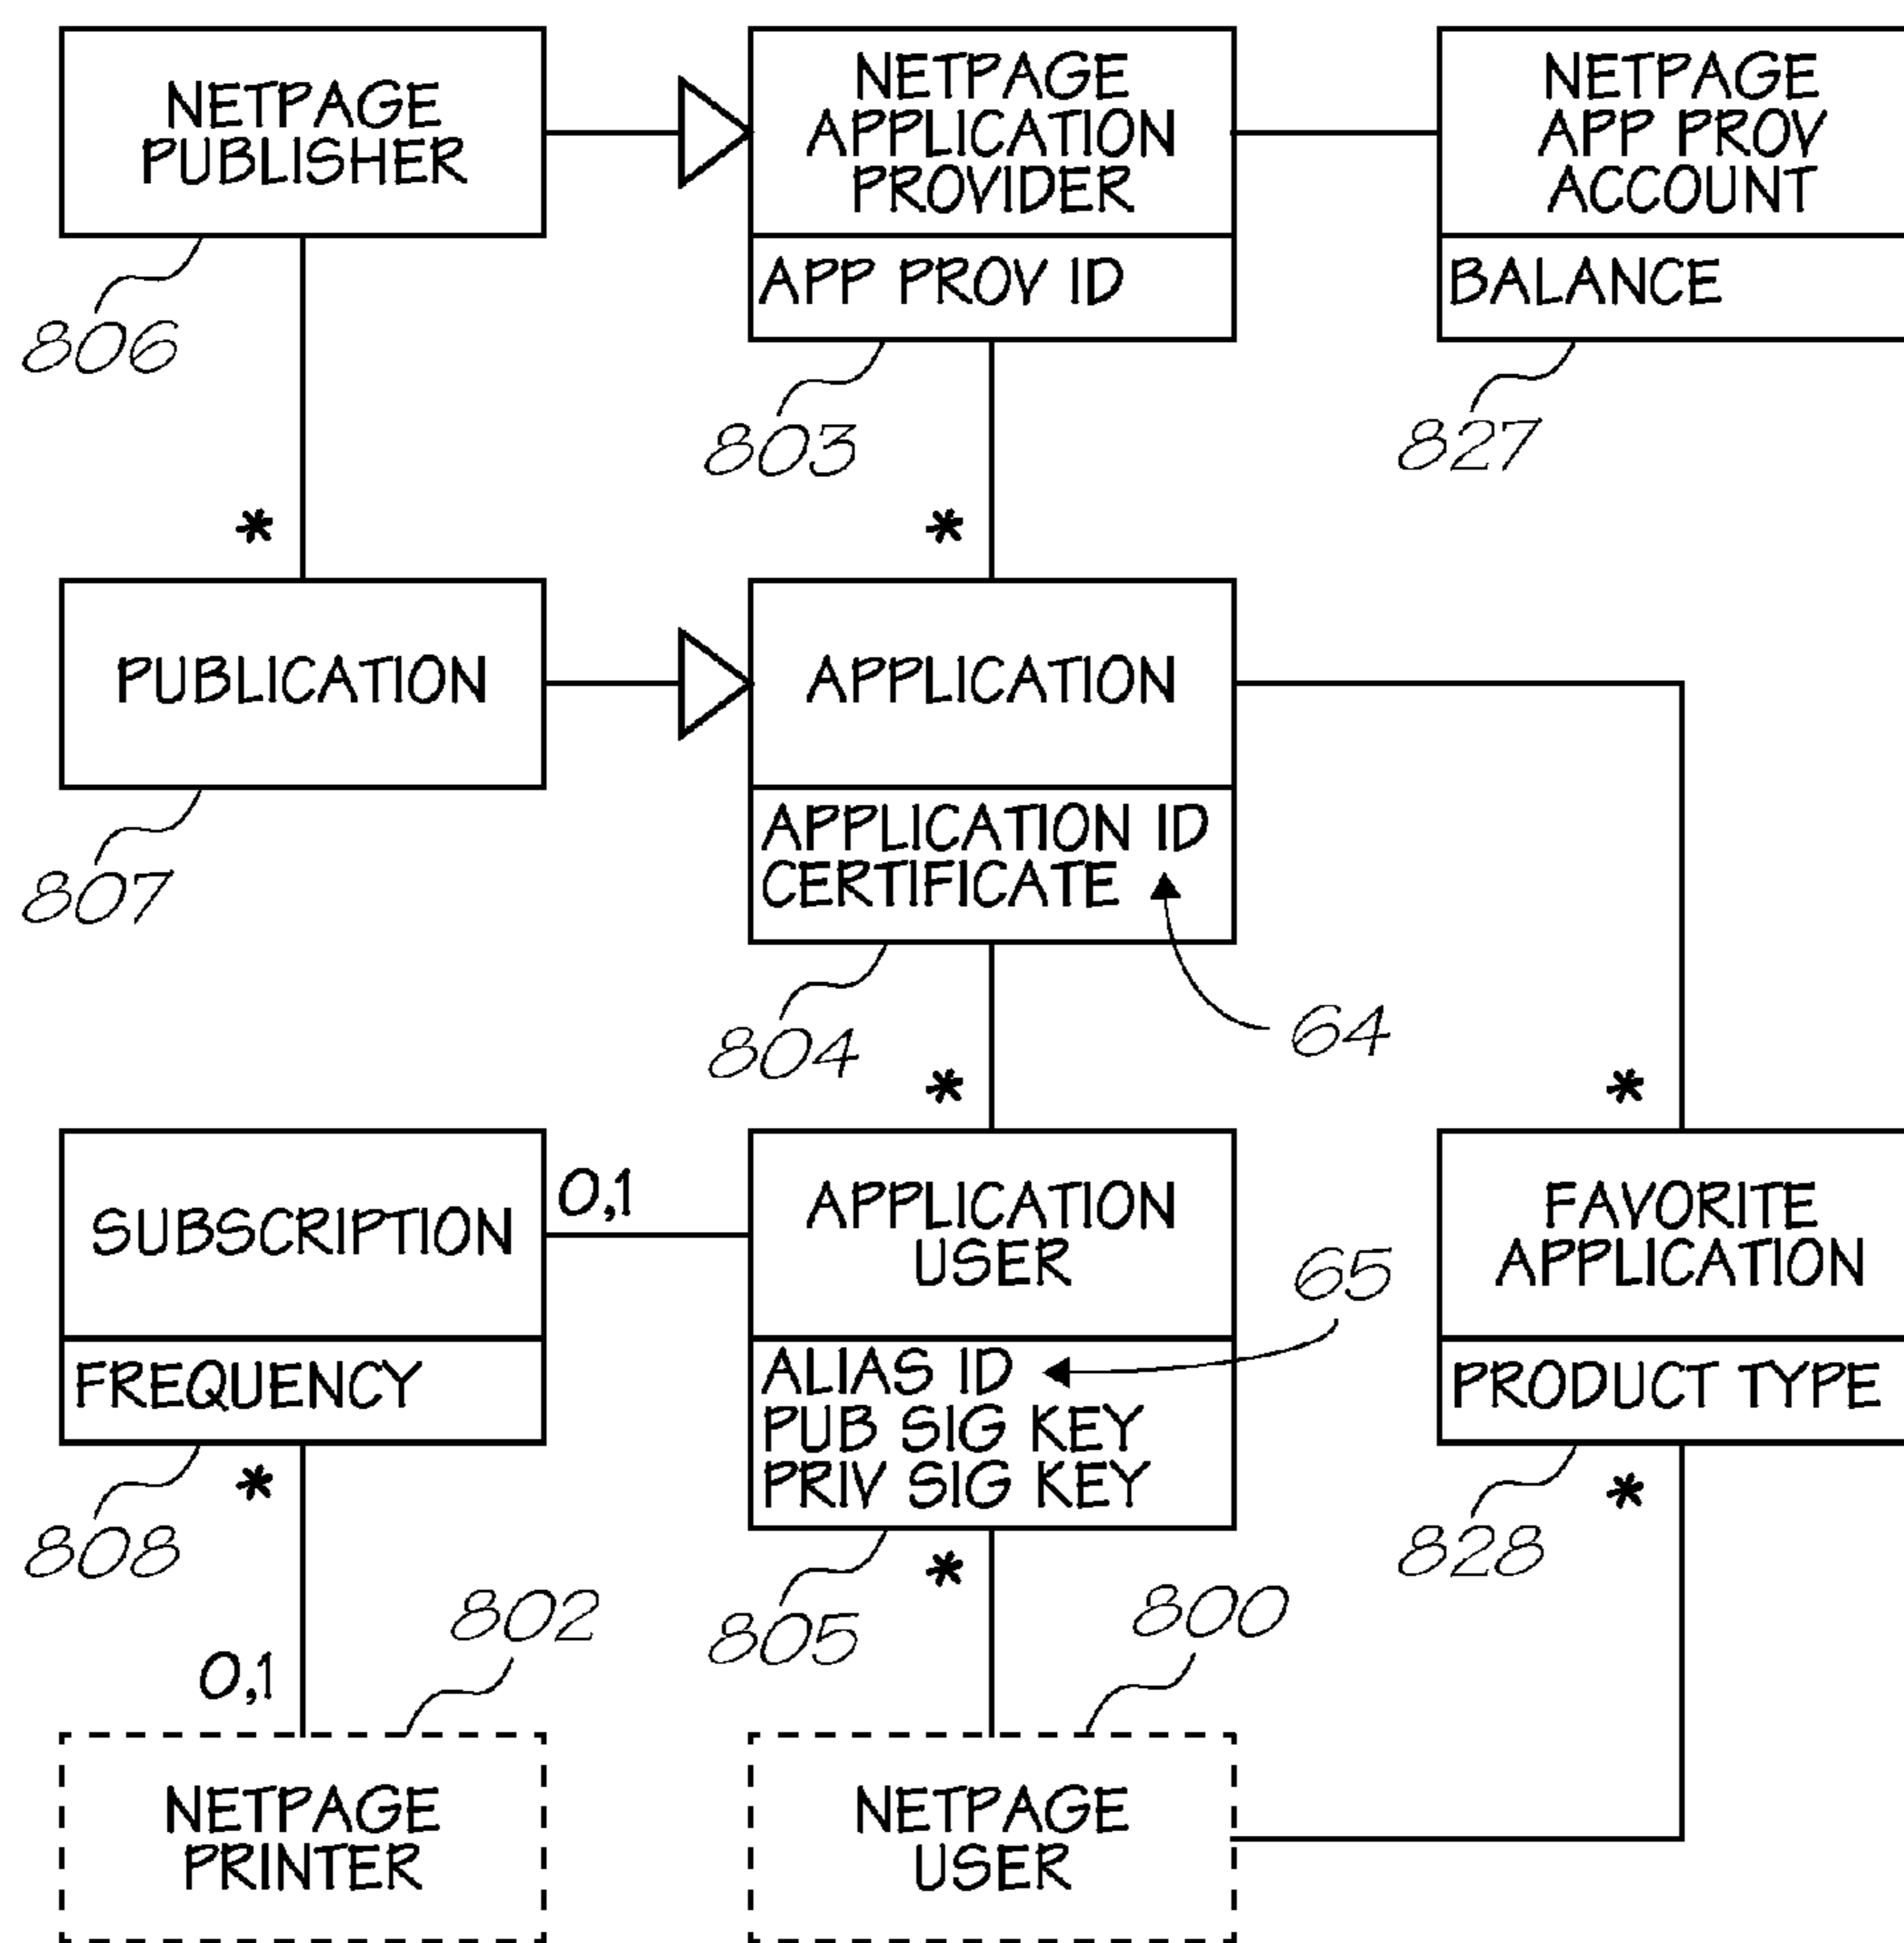 NETPAGE
PUBLISHER
806
NETPAGE
APPLICATION
PROVIDER
APP PROV ID
803
NETPAGE
APP PROV
ACCOUNT
BALANCE
827
*
*
PUBLICATION
807
APPLICATION
APPLICATION ID
CERTIFICATE
804
64
*
*
SUBSCRIPTION
0,1
FREQUENCY
808
*
APPLICATION
USER
65
ALIAS ID
PUB SIG KEY
PRIV SIG KEY
805
*
FAVORITE
APPLICATION
PRODUCT TYPE
828
*
802
0,1
800
NETPAGE
PRINTER
NETPAGE
USER